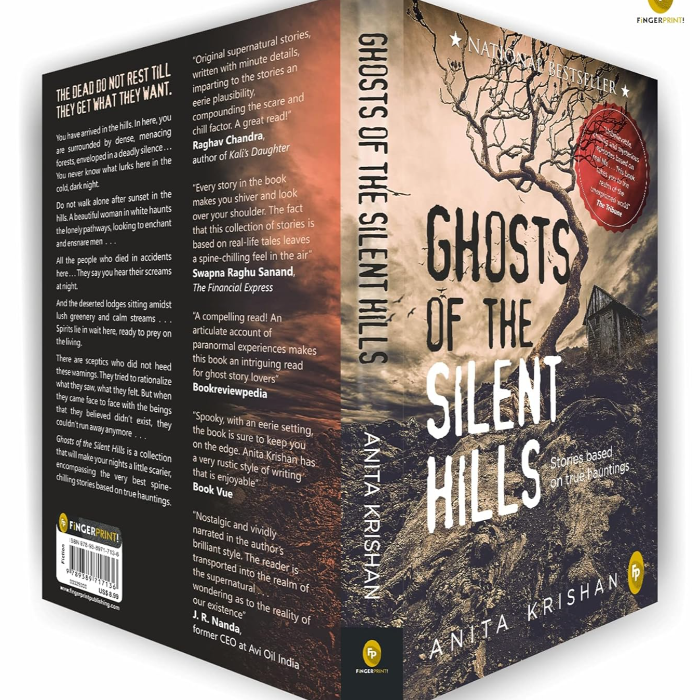 FiNGERPRINT!
THE DEAD DO NOT REST TILL
THEY GET WHAT THEY WANT.
You have arrived in the hills. In here, you
are surrounded by dense, menacing
forests, enveloped in a deadly silence . . .
You never know what lurks here in the
cold, dark night.
Do not walk alone after sunset in the
hills. A beautiful woman in white haunts
the lonely pathways, looking to enchant
and ensnare men . . .
All the people who died in accidents
here . . . They say you hear their screams
at night.
And the deserted lodges sitting amidst
lush greenery and calm streams . . .
Spirits lie in wait here, ready to prey on
the living.
There are sceptics who did not heed
these warnings. They tried to rationalize
what they saw, what they felt. But when
they came face to face with the beings
that they believed didn't exist, they
couldn't run away anymore . . .
Ghosts of the Silent Hills is a collection
that will make your nights a little scarier,
encompassing the very best spine-
chilling stories based on true hauntings.
FiNGERPRINT!
Fiction
9 789389 717136
US$ 8.99
www.fingerprintpublishing.com
"Original supernatural stories,
written with minute details,
imparting to the stories an
eerie plausibility,
compounding the scare and
chill factor. A great read!"
Raghav Chandra,
author of Kali's Daughter
"Every story in the book
makes you shiver and look
over your shoulder. The fact
that this collection of stories is
based on real-life tales leaves
a spine-chilling feel in the air"
Swapna Raghu Sanand,
The Financial Express
"A compelling read! An
articulate account of
paranormal experiences makes
this book an intriguing read
for ghost story lovers"
Bookreviewpedia
"Spooky, with an eerie setting,
the book is sure to keep you
on the edge. Anita Krishan has
a very rustic style of writing
that is enjoyable"
Book Vue
"Nostalgic and vividly
narrated in the author's
brilliant style. The reader is
transported into the realm of
the supernatural . . .
wondering as to the reality of
our existence"
J. R. Nanda,
former CEO at Avi Oil India
GHOSTS OF THE SILENT HILLS
ANITA KRISHAN
FP
FiNGERPRINT!
★ NATIONAL BESTSELLER ★
The Tribune
GHOSTS
OF THE
SILENT
HILLS
Stories based
on true hauntings
ANITA KRISHAN
FP